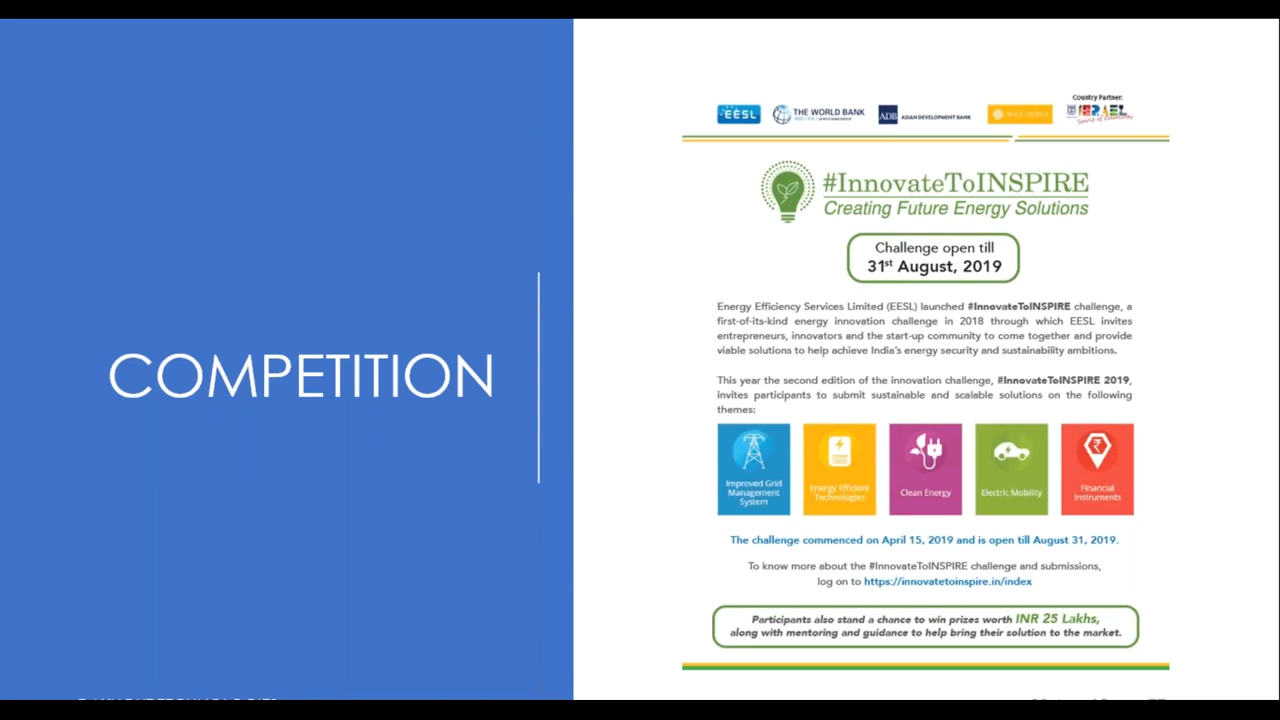 COMPETITION
EESL
THE WORLD BANK
ADB
ASIAN DEVELOPMENT BANK
WRI INDIA
Country Partner:
ISRAEL
#InnovateToINSPIRE
Creating Future Energy Solutions
Challenge open till
31st August, 2019
Energy Efficiency Services Limited (EESL) launched #InnovateToINSPIRE challenge, a
first-of-its-kind energy innovation challenge in 2018 through which EESL invites
entrepreneurs, innovators and the start-up community to come together and provide
viable solutions to help achieve India's energy security and sustainability ambitions.
This year the second edition of the innovation challenge, #InnovateToINSPIRE 2019,
invites participants to submit sustainable and scalable solutions on the following
themes:
Improved Grid
Management
System
Energy Efficient
Technologies
Clean Energy
Electric Mobility
Financial
Instruments
The challenge commenced on April 15, 2019 and is open till August 31, 2019.
To know more about the #InnovateToINSPIRE challenge and submissions,
log on to https://innovatetoinspire.in/index
Participants also stand a chance to win prizes worth INR 25 Lakhs,
along with mentoring and guidance to help bring their solution to the market.